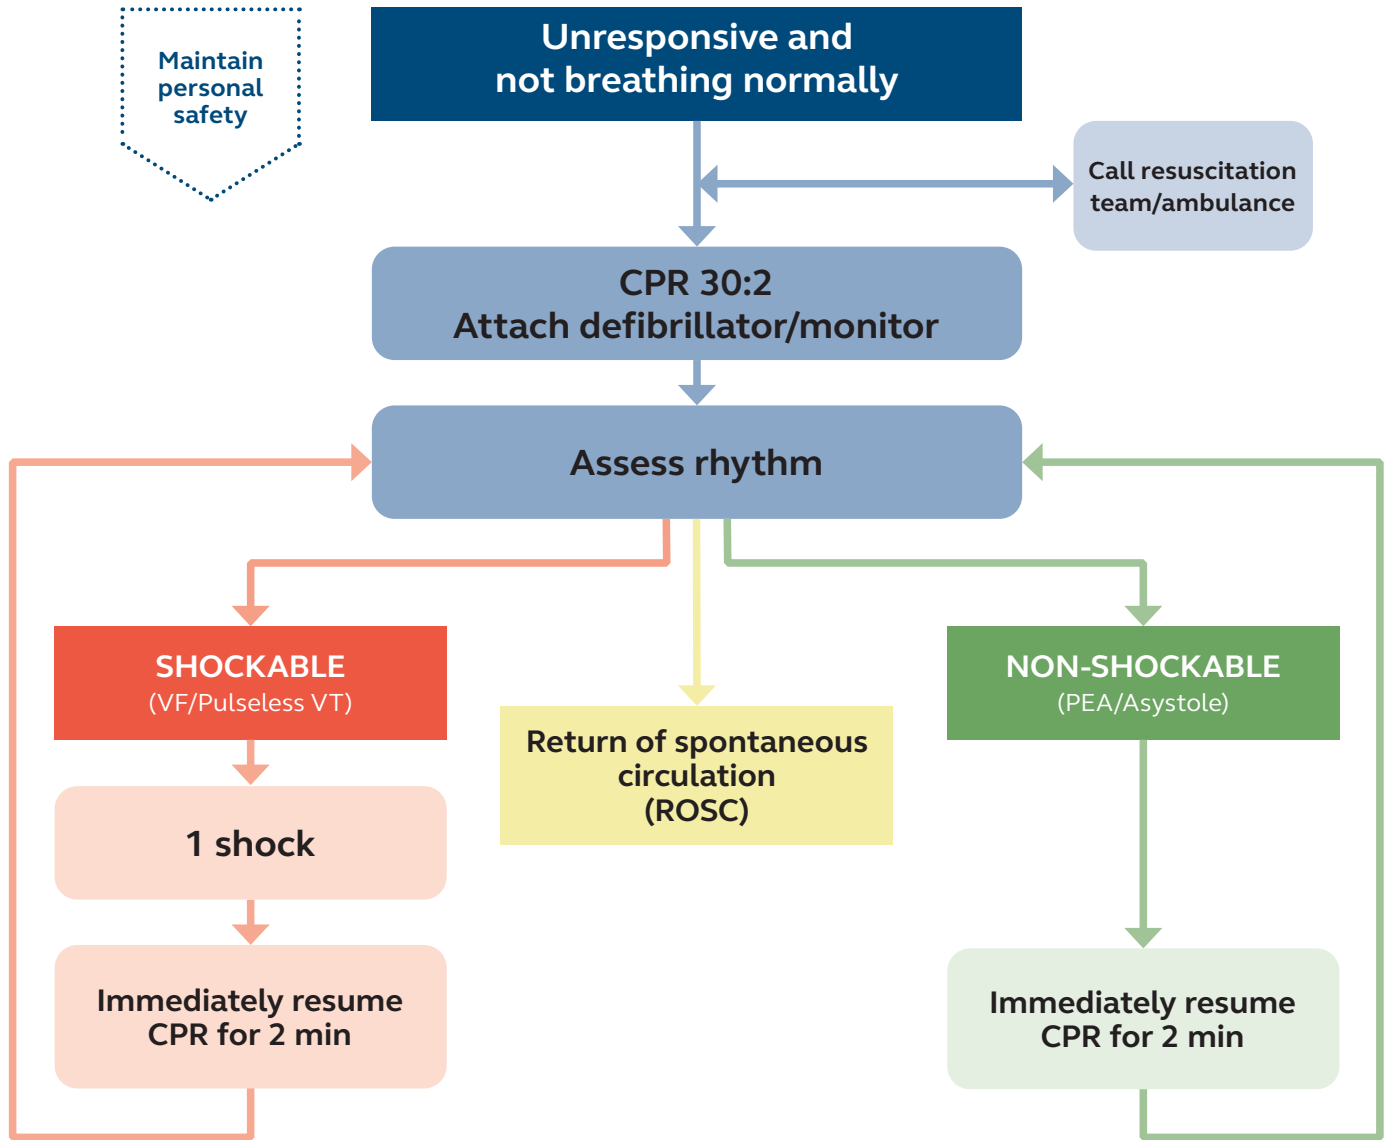 Maintain
personal
safety
Unresponsive and
not breathing normally
Call resuscitation
team/ambulance
CPR 30:2
Attach defibrillator/monitor
Assess rhythm
SHOCKABLE
(VF/Pulseless VT)
1 shock
Immediately resume
CPR for 2 min
Return of spontaneous
circulation
(ROSC)
NON-SHOCKABLE
(PEA/Asystole)
Immediately resume
CPR for 2 min